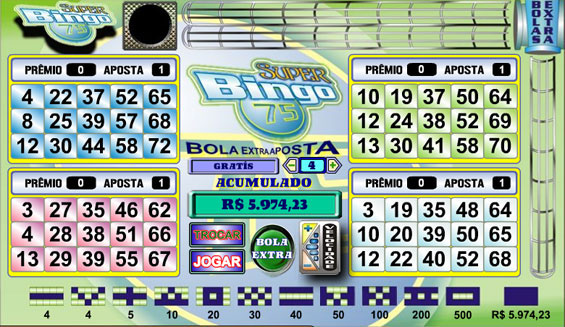 SUPER
Bingo
75
BOLAS
EXTRA
PRÊMIO 0 APOSTA 1
4 22 37 52 65
8 25 39 57 68
12 30 44 58 72
SUPER
Bingo
75
BOLA EXTRA APOSTA
GRATÍS
4
ACUMULADO
R$ 5.974,23
TROCAR
JOGAR
BOLA
EXTRA
PRÊMIO 0 APOSTA 1
10 19 37 50 64
12 24 38 52 69
13 30 41 58 70
PRÊMIO 0 APOSTA 1
3 27 35 46 62
4 28 38 51 66
13 29 39 61 67
PRÊMIO 0 APOSTA 1
3 19 35 48 64
10 20 36 50 66
12 22 40 52 68
4 4 5 10 20 30 40 50 100 200 500 R$ 5.974,23